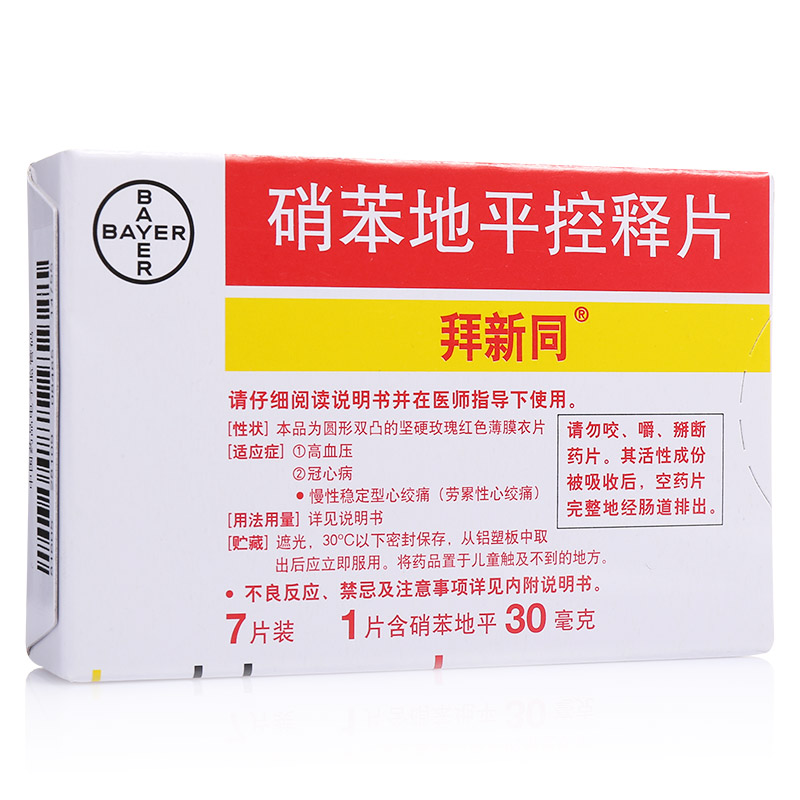 BAYER
BAYER
硝苯地平控释片
拜新同®
请仔细阅读说明书并在医师指导下使用。
[性状] 本品为圆形双凸的坚硬玫瑰红色薄膜衣片
[适应症] ①高血压
②冠心病
• 慢性稳定型心绞痛（劳累性心绞痛）
[用法用量] 详见说明书
[贮藏] 遮光，30°C以下密封保存，从铝塑板中取
出后应立即服用。将药品置于儿童触及不到的地方。
• 不良反应、禁忌及注意事项详见内附说明书。
请勿咬、嚼、掰断
药片。其活性成份
被吸收后，空药片
完整地经肠道排出。
7片装 1片含硝苯地平 30 毫克